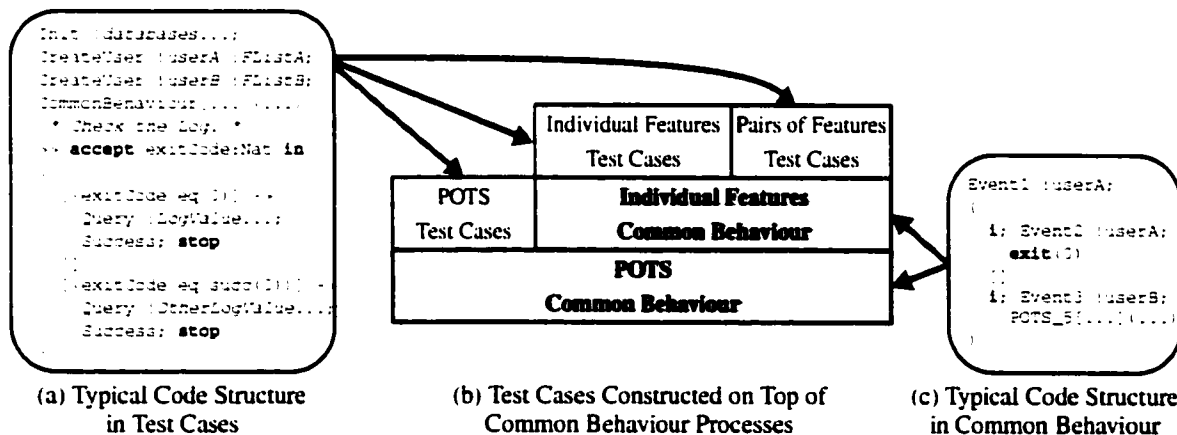 Init !databases...;
CreateUser !userA !FListA;
CreateUser !userB !FListB;
CommonBehaviour[...](...)
* Check the Log. *
>> accept exitCode:Nat in
[exitCode eq 0)] ->
Query !LogValue...;
Success; stop
[]
[(exitCode eq succ(0))] -
Query !OtherLogValue...;
Success; stop
(a) Typical Code Structure
in Test Cases
Individual Features
Test Cases
Pairs of Features
Test Cases
POTS
Test Cases
Individual Features
Common Behaviour
POTS
Common Behaviour
(b) Test Cases Constructed on Top of
Common Behaviour Processes
Event1 !userA;
(
i; Event2 !userA;
exit(0)
[]
i; Event3 !userB;
POTS_5[...](...)
)
(c) Typical Code Structure
in Common Behaviour